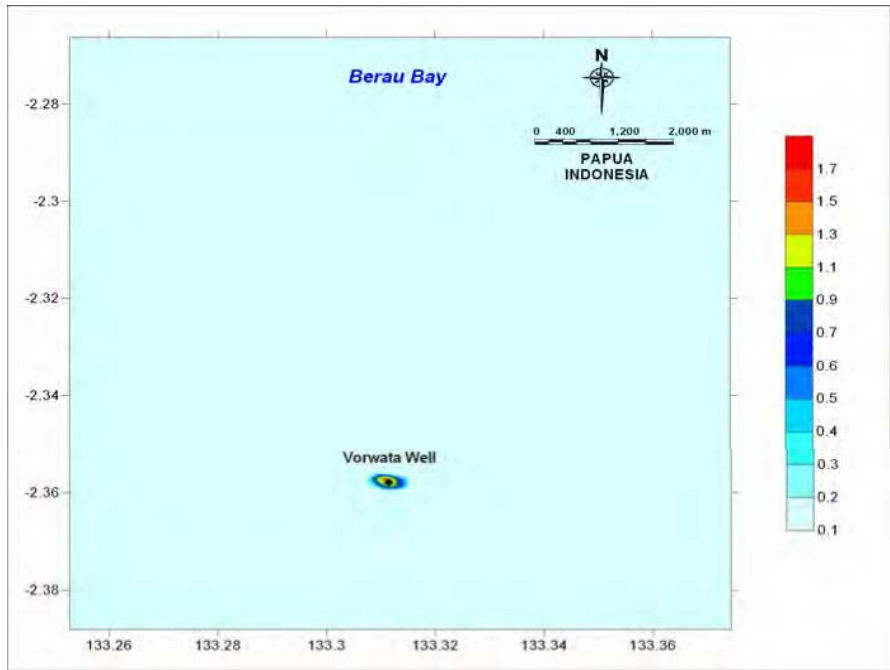 Berau Bay
N
0 400 1,200 2,000 m
PAPUA
INDONESIA
-2.28
-2.3
-2.32
-2.34
-2.36
-2.38
Vorwata Well
133.26 133.28 133.3 133.32 133.34 133.36
1.7
1.5
1.3
1.1
0.9
0.7
0.5
0.4
0.3
0.2
0.1